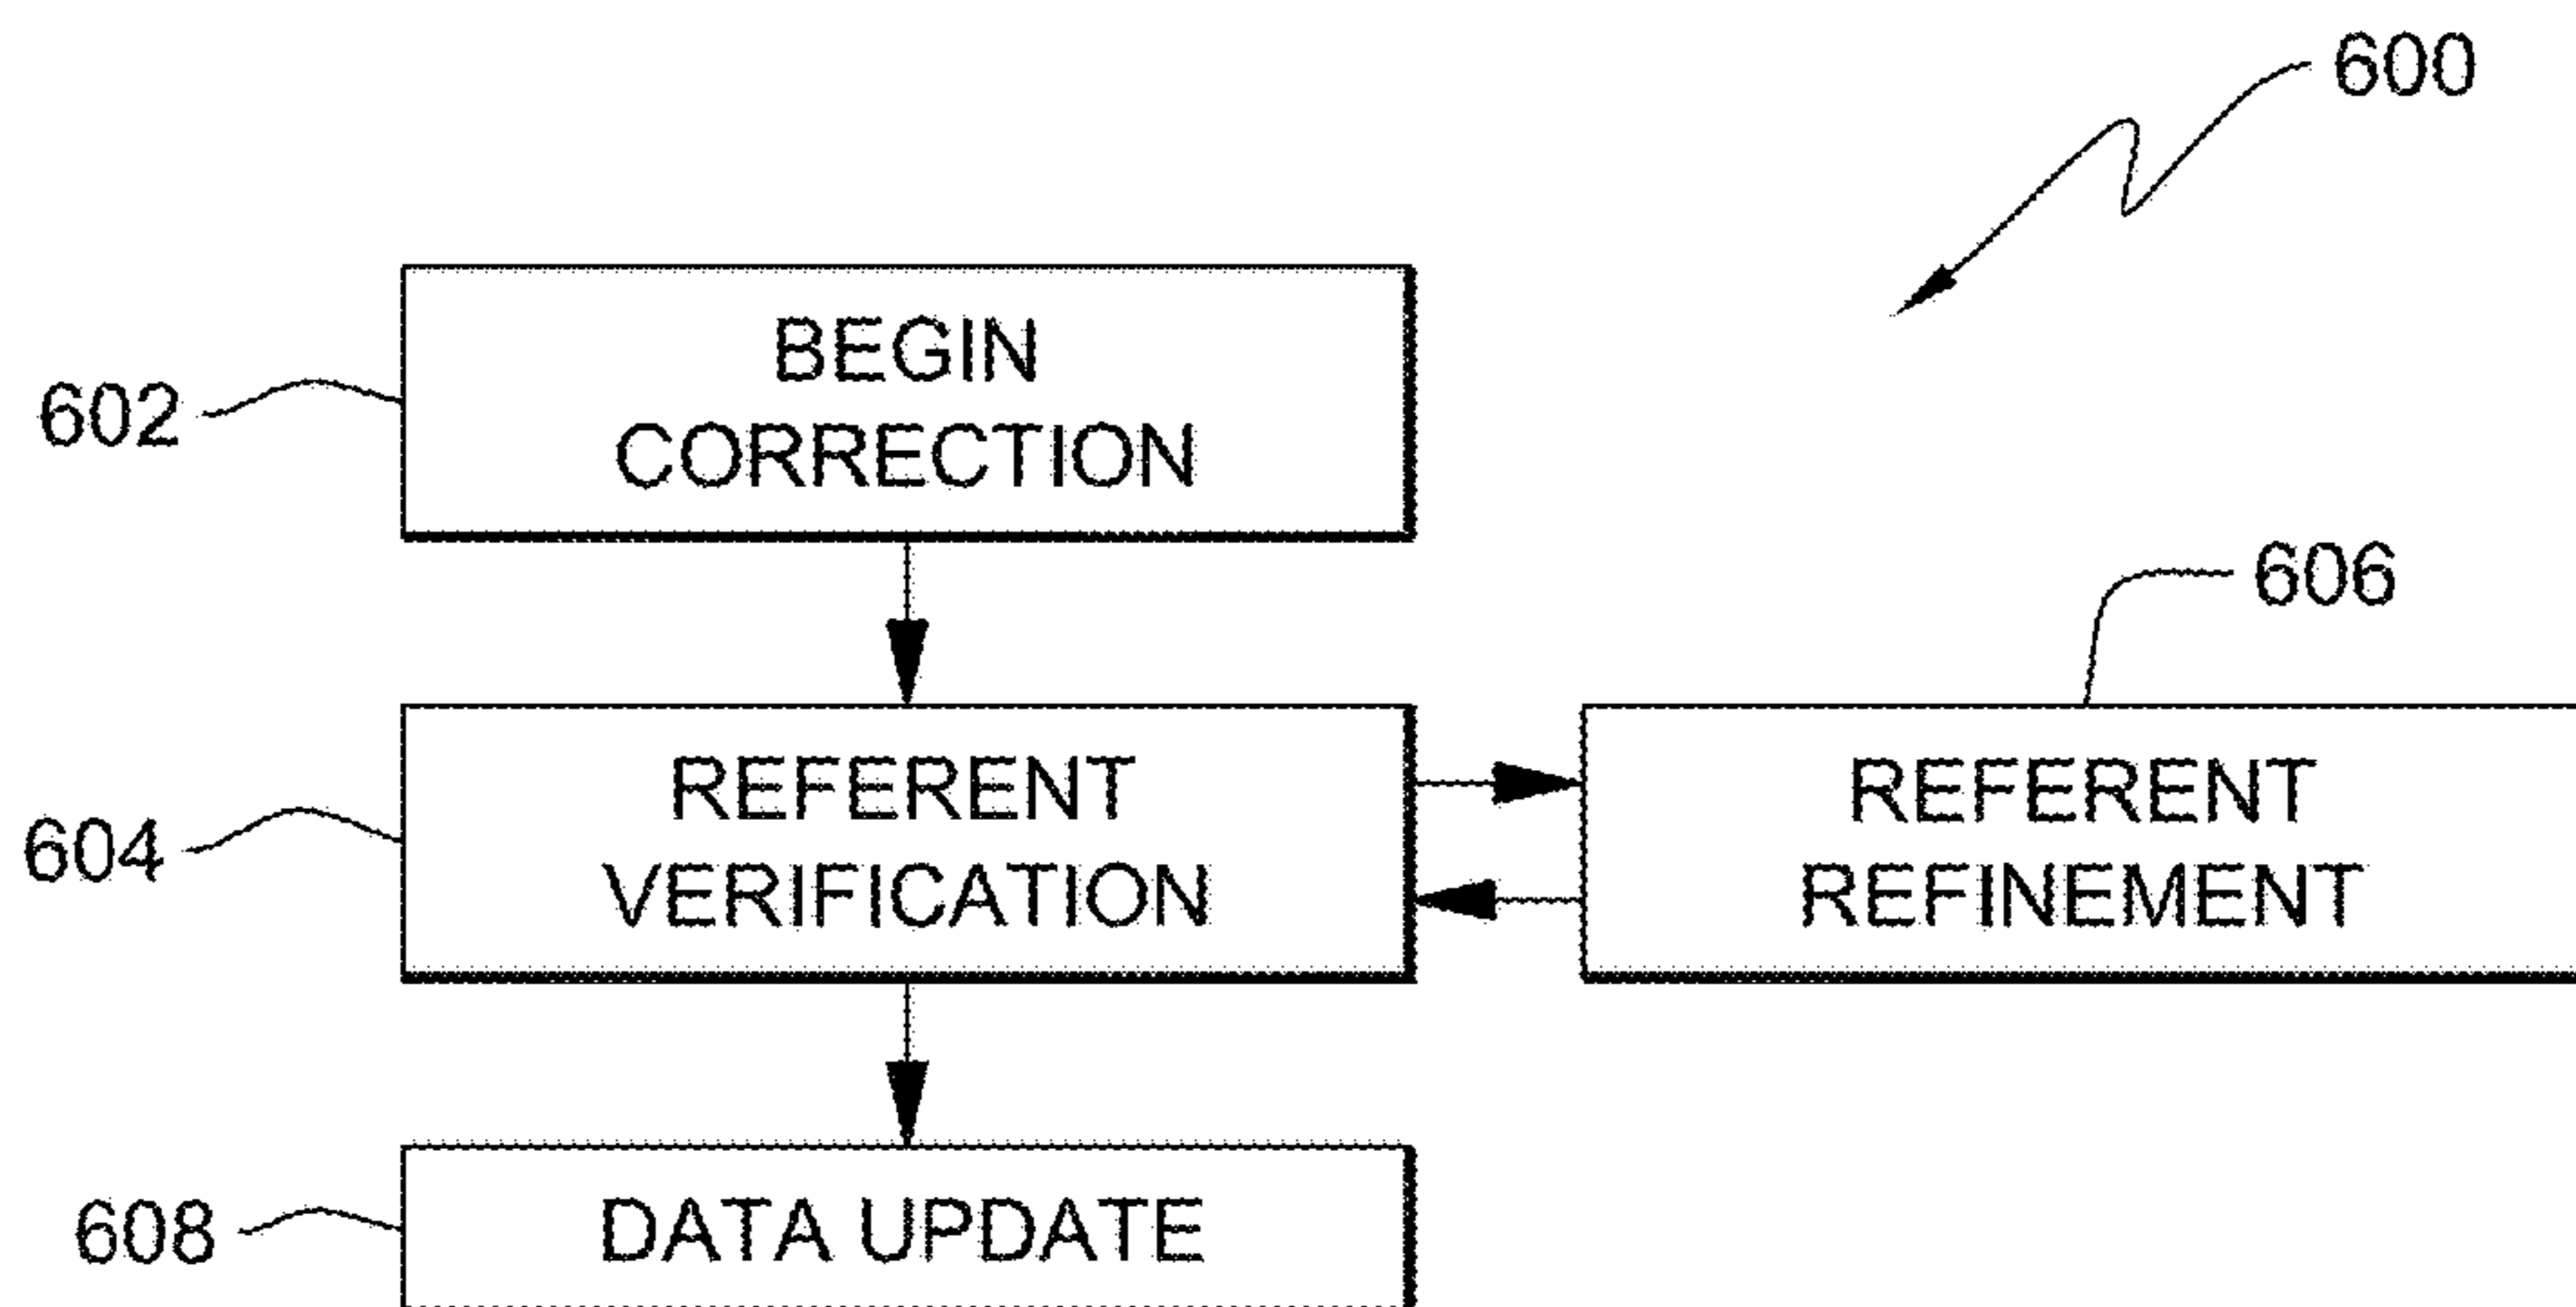 600
602
BEGIN
CORRECTION
606
604
REFERENT
VERIFICATION
REFERENT
REFINEMENT
608
DATA UPDATE